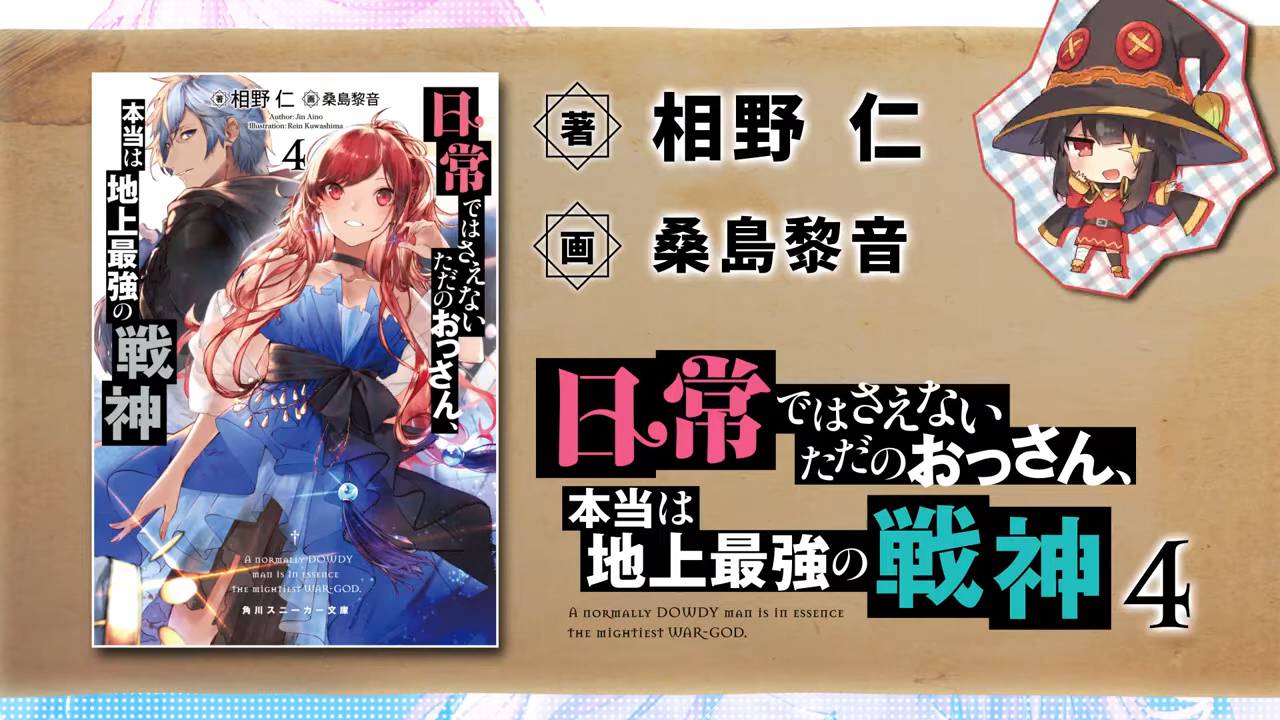 著 相野 仁 画 桑島黎音
Author: Jin Aino
Illustration: Rein Kuwashima
4
日常
ではさえない
ただのおっさん、
本当は
地上最強の
戦神
A NORMALLY DOWDY
MAN IS IN ESSENCE
THE MIGHTIEST WAR-GOD.
角川スニーカー文庫
著 相野 仁
画 桑島黎音
日常ではさえない
ただのおっさん、
本当は
地上最強の戦神 4
A NORMALLY DOWDY MAN IS IN ESSENCE
THE MIGHTIEST WAR-GOD.